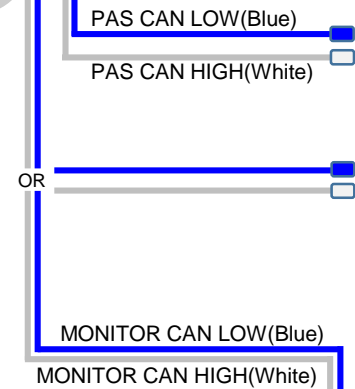 PAS CAN LOW(Blue)
PAS CAN HIGH(White)
OR
MONITOR CAN LOW(Blue)
MONITOR CAN HIGH(White)